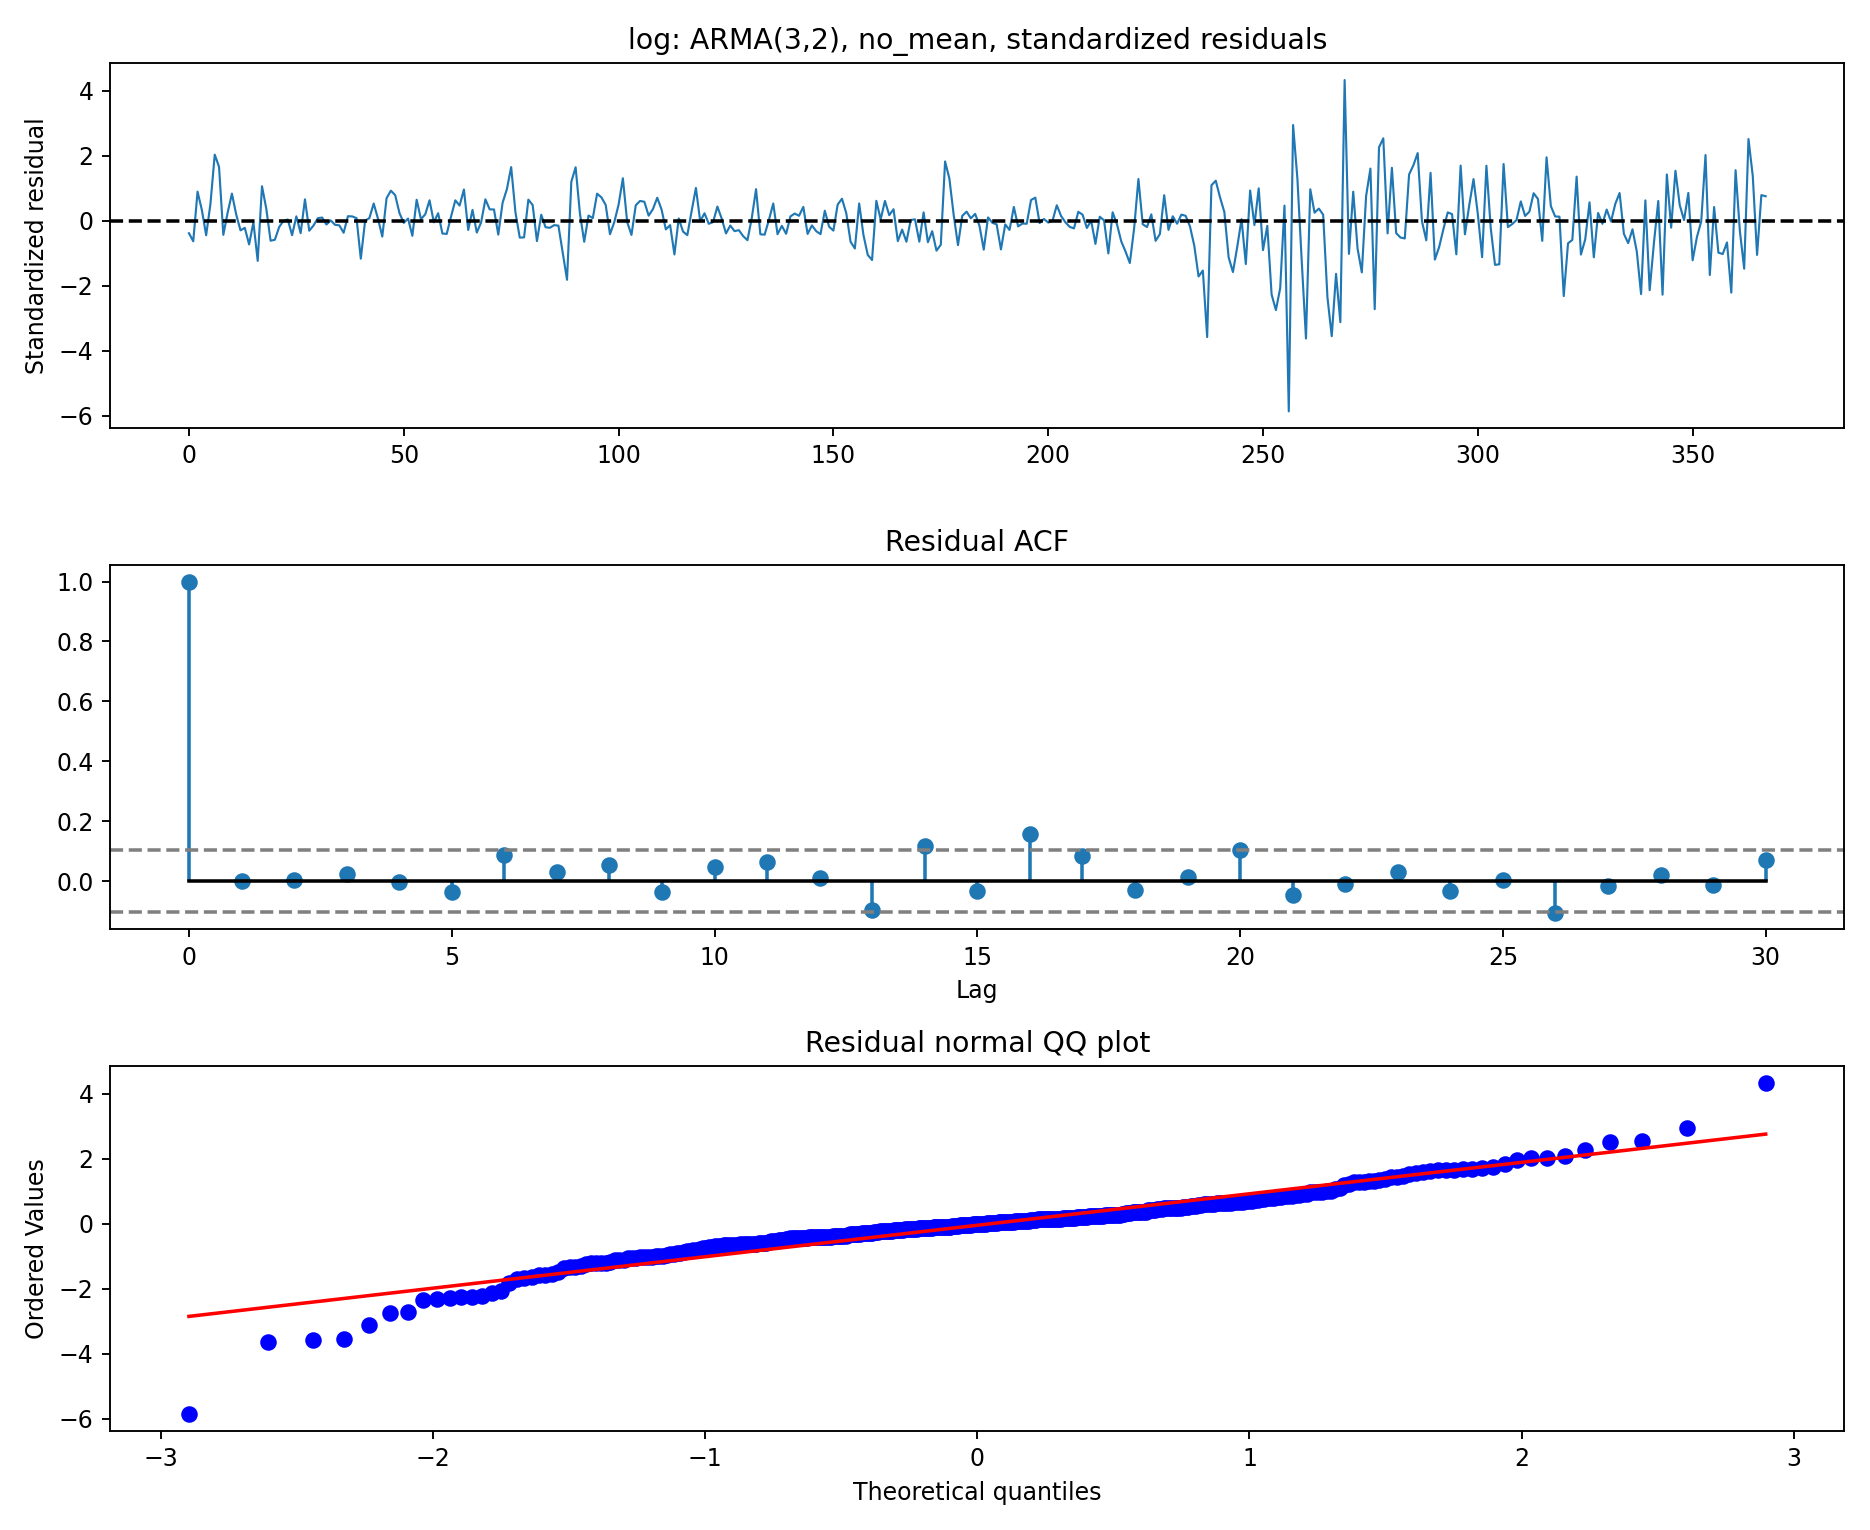 log: ARMA(3,2), no_mean, standardized residuals
Standardized residual
4
2
0
−2
−4
−6
0 50 100 150 200 250 300 350
Residual ACF
1.0
0.8
0.6
0.4
0.2
0.0
0 5 10 15 20 25 30
Lag
Residual normal QQ plot
Ordered Values
4
2
0
−2
−4
−6
−3 −2 −1 0 1 2 3
Theoretical quantiles